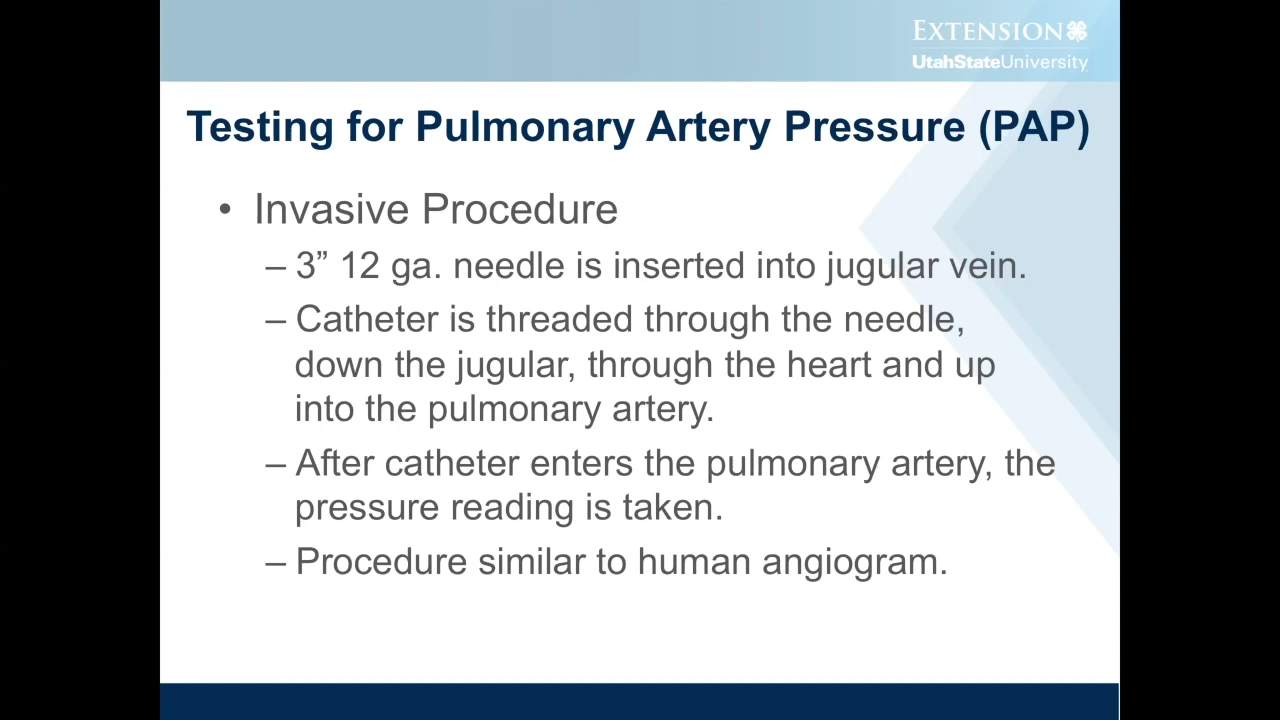 EXTENSION
UtahStateUniversity
Testing for Pulmonary Artery Pressure (PAP)
• Invasive Procedure
– 3” 12 ga. needle is inserted into jugular vein.
– Catheter is threaded through the needle,
down the jugular, through the heart and up
into the pulmonary artery.
– After catheter enters the pulmonary artery, the
pressure reading is taken.
– Procedure similar to human angiogram.